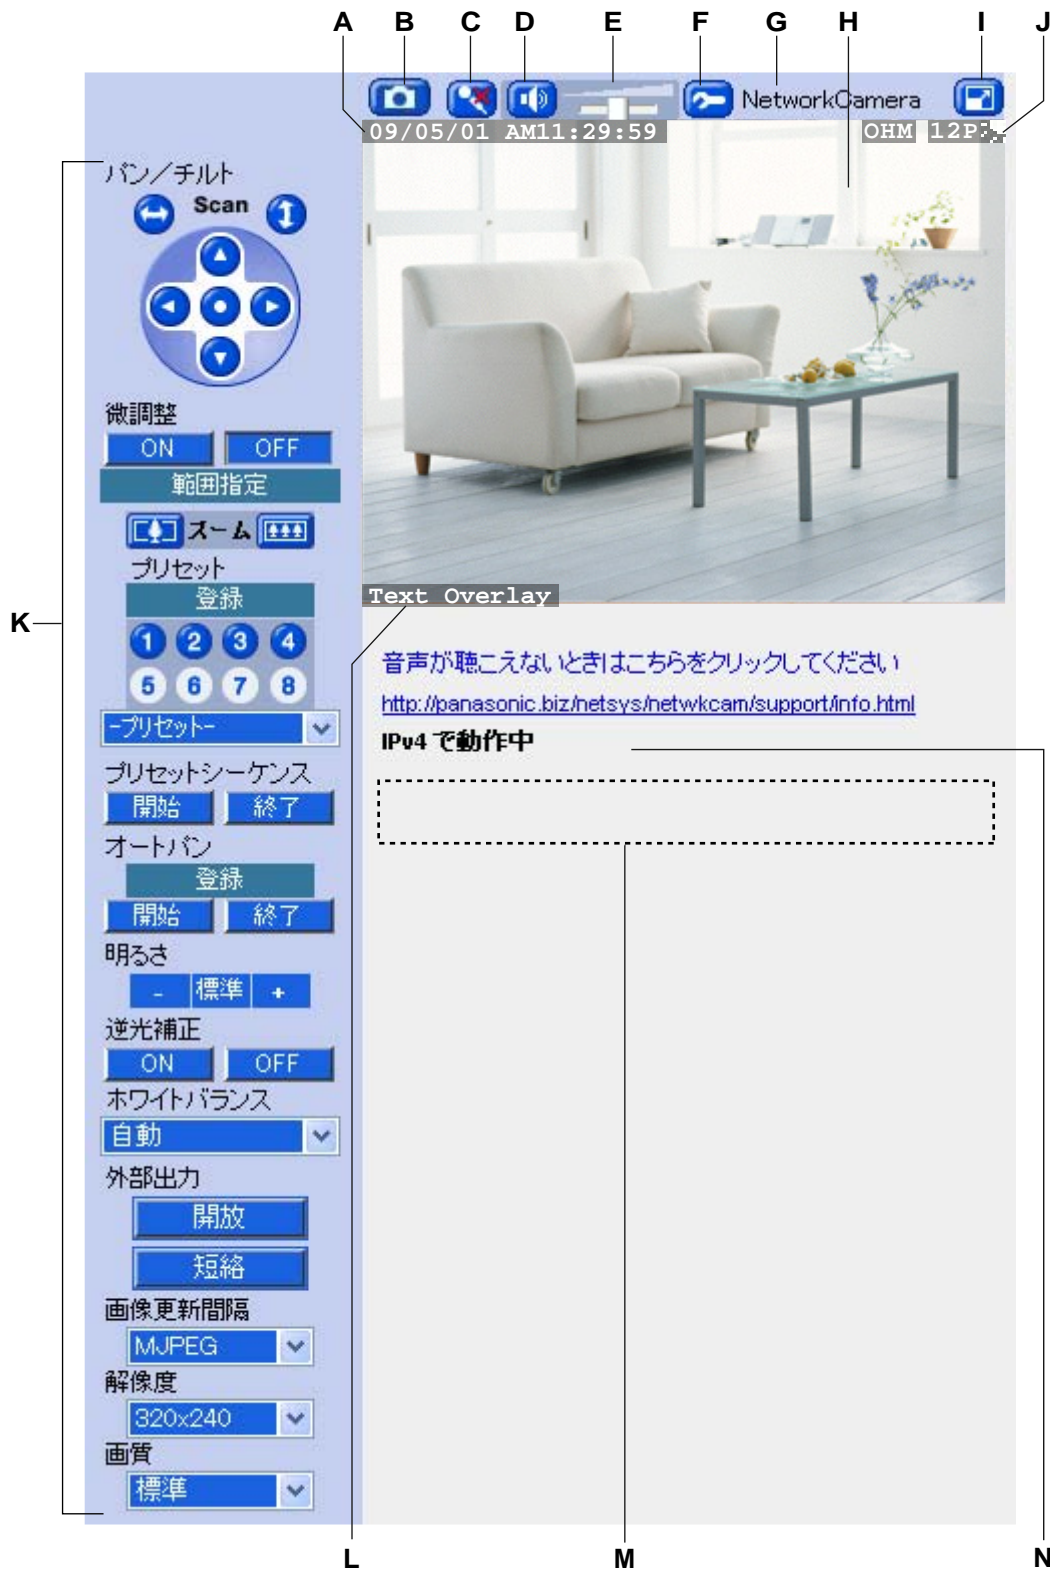 A B C D E F G H I J
NetworkCamera
09/05/01 AM11:29:59
OHM 12P
パン／チルト
Scan
微調整
ON OFF
範囲指定
ズーム
プリセット
登録
K
1 2 3 4
5 6 7 8
-プリセット-
プリセットシーケンス
開始 終了
オートパン
登録
開始 終了
明るさ
- 標準 +
逆光補正
ON OFF
ホワイトバランス
自動
外部出力
開放
短絡
画像更新間隔
MJPEG
解像度
320x240
画質
標準
Text Overlay
音声が聴こえないときはこちらをクリックしてください
http://panasonic.biz/netsys/netwkcam/support/info.html
IPv4 で動作中
L M N